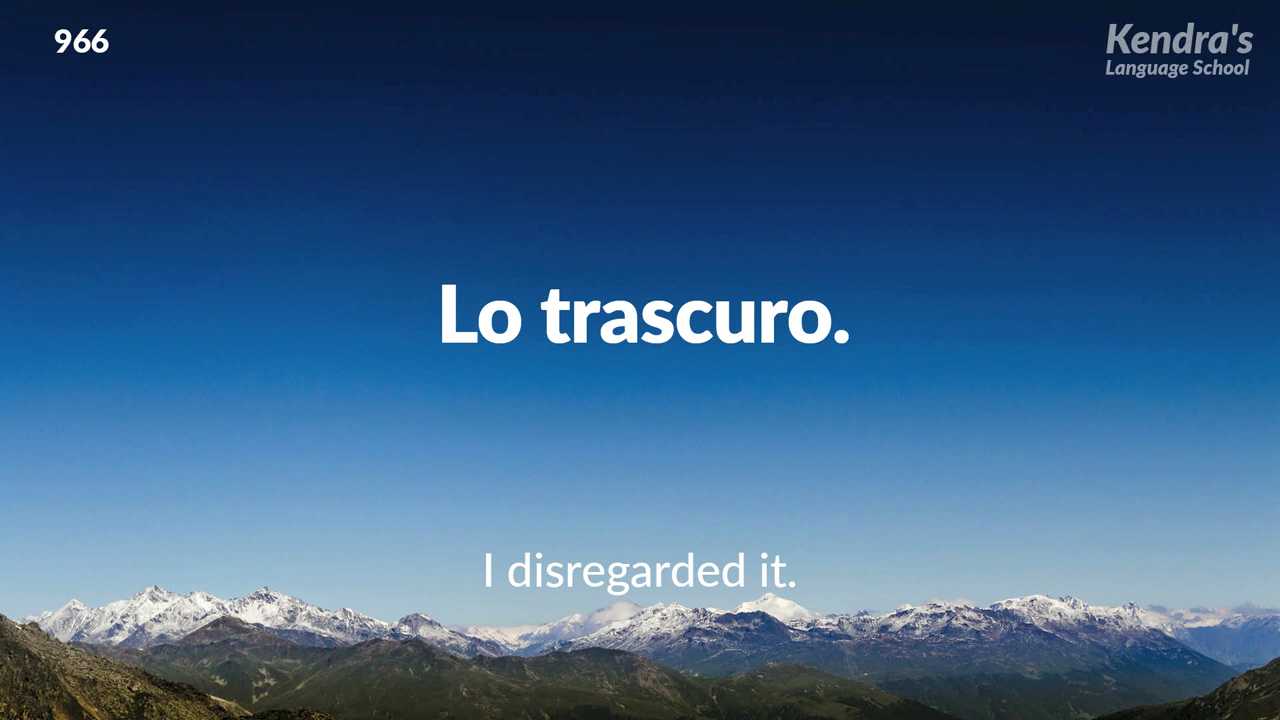 966
Kendra's
Language School
Lo trascuro.
I disregarded it.